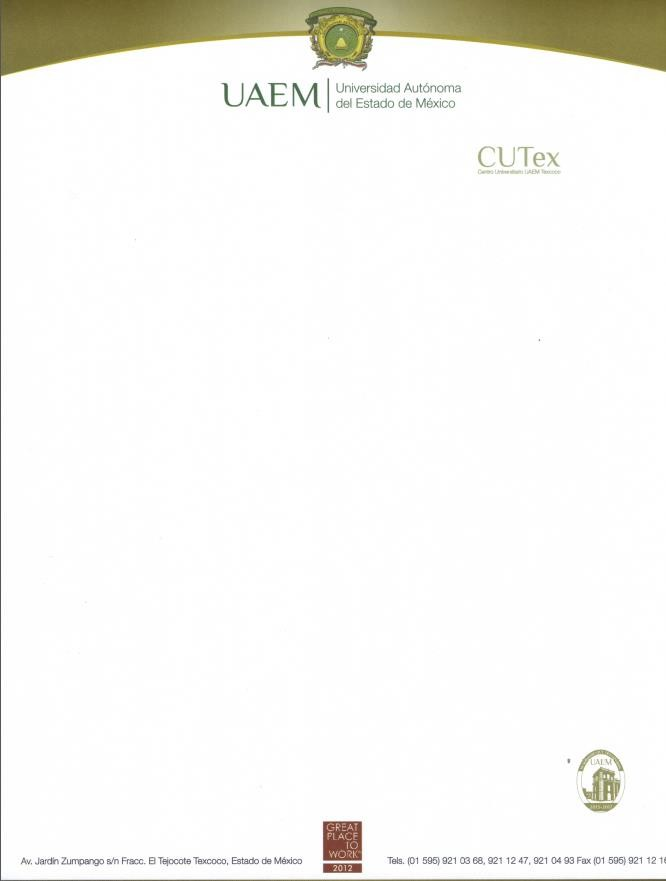 UAEM
Universidad Autónoma
del Estado de México
CUTex
Centro Universitario UAEM Texcoco
UAEM
GREAT
PLACE
TO
WORK
2012
Av. Jardín Zumpango s/n Fracc. El Tejocote Texcoco, Estado de México
Tels. (01 595) 921 03 68, 921 12 47, 921 04 93 Fax (01 595) 921 12 16